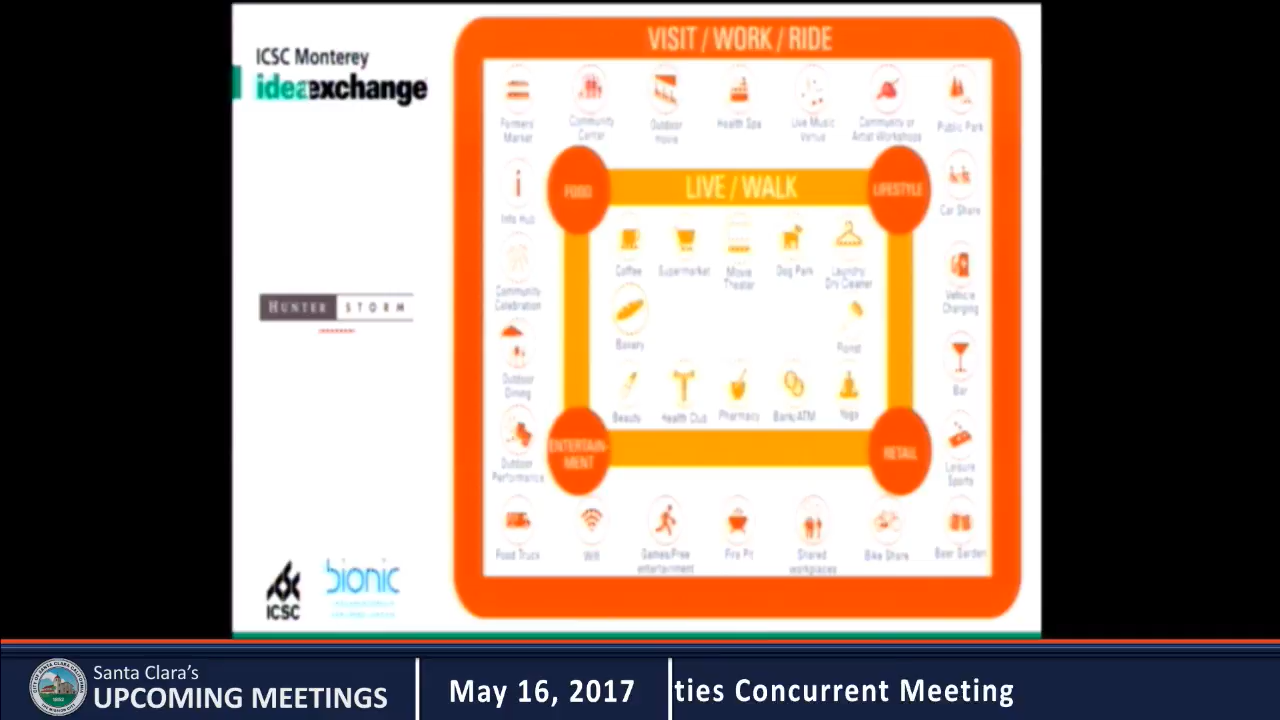 ICSC Monterey
ideaexchange
HUNTER STORM
ICSC
bionic
VISIT / WORK / RIDE
Farmers
Market
Community
Center
Outdoor
Movie
Health Spa
Live Music
Venue
Community or
Artist Workshops
Public Park
Info Hub
FOOD
LIVE / WALK
LIFESTYLE
Car Share
Coffee
Supermarket
Movie
Theater
Dog Park
Laundry
Dry Cleaner
Community
Celebration
Vehicle
Charging
Bakery
Florist
Outdoor
Dining
Bar
Beauty
Health Club
Pharmacy
Bank/ATM
Yoga
Outdoor
Performance
ENTERTAIN-
MENT
RETAIL
Leisure
Sports
Food Truck
Wifi
Games/Free
entertainment
Fire Pit
Shared
workplaces
Bike Share
Beer Garden
Santa Clara's
UPCOMING MEETINGS
May 16, 2017
ties Concurrent Meeting